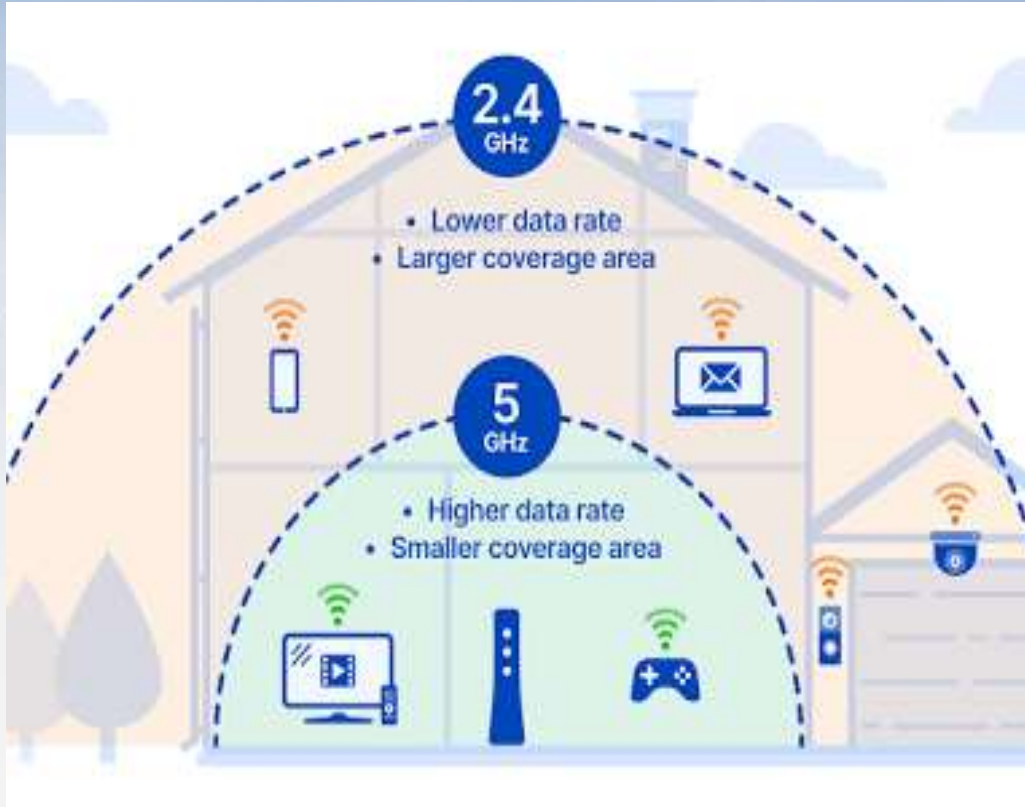 2.4
GHz
• Lower data rate
• Larger coverage area
5
GHz
• Higher data rate
• Smaller coverage area